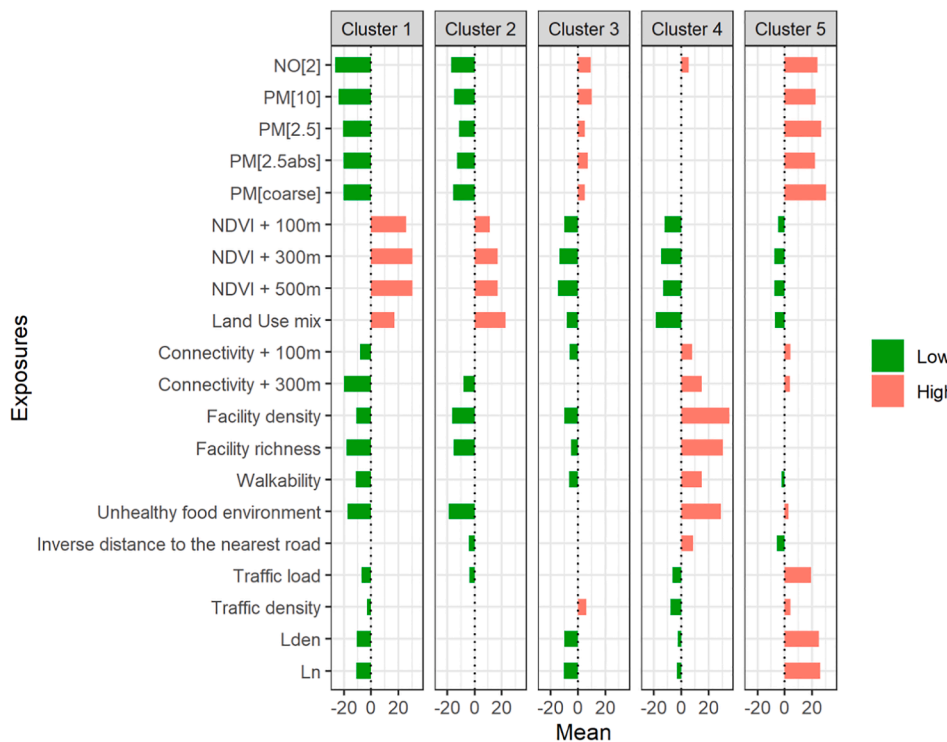 Cluster 1 Cluster 2 Cluster 3 Cluster 4 Cluster 5
NO[2]
PM[10]
PM[2.5]
PM[2.5abs]
PM[coarse]
NDVI + 100m
NDVI + 300m
NDVI + 500m
Land Use mix
Connectivity + 100m
Connectivity + 300m
Facility density
Facility richness
Walkability
Unhealthy food environment
Inverse distance to the nearest road
Traffic load
Traffic density
Lden
Ln
Exposures
-20 0 20 -20 0 20 -20 0 20 -20 0 20 -20 0 20
Mean
Low
High